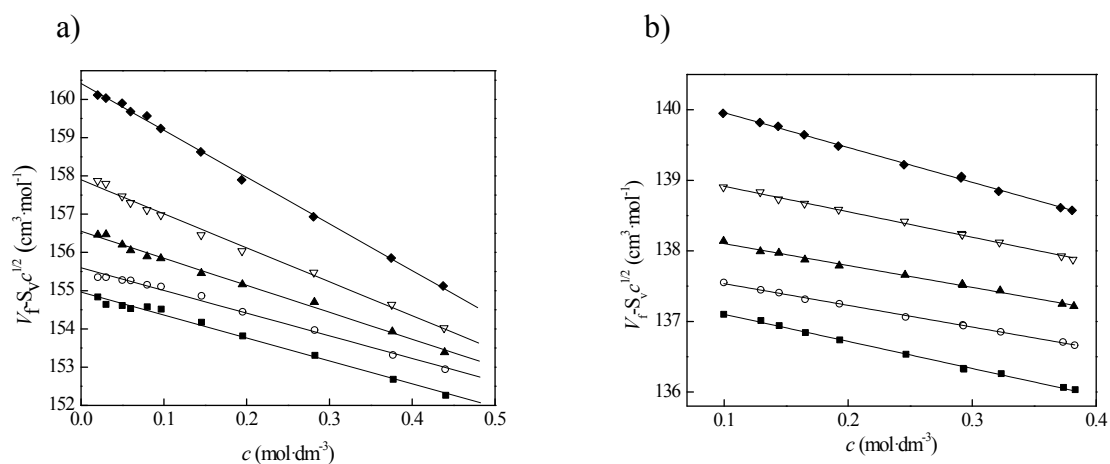 a)
b)
160
159
158
157
156
155
154
153
152
V_f-S_V c^{1/2} (cm^3·mol^{-1})
0.0 0.1 0.2 0.3 0.4 0.5
c (mol·dm^{-3})
140
139
138
137
136
V_f-S_v c^{1/2} (cm^3·mol^{-1})
0.1 0.2 0.3 0.4
c (mol·dm^{-3})